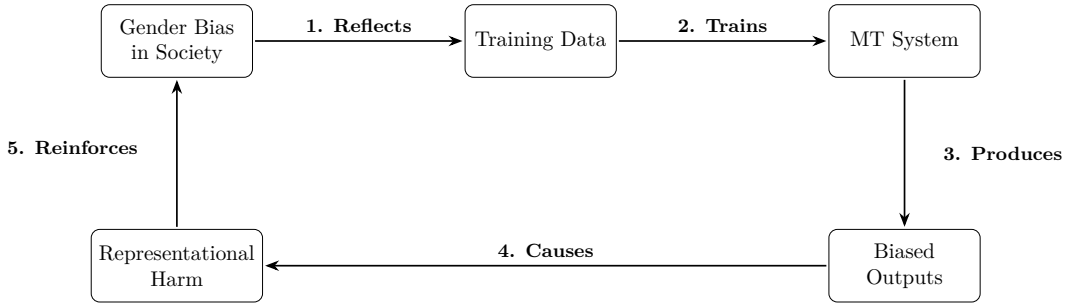 Gender Bias
in Society
1. Reflects
Training Data
2. Trains
MT System
3. Produces
Biased
Outputs
4. Causes
Representational
Harm
5. Reinforces